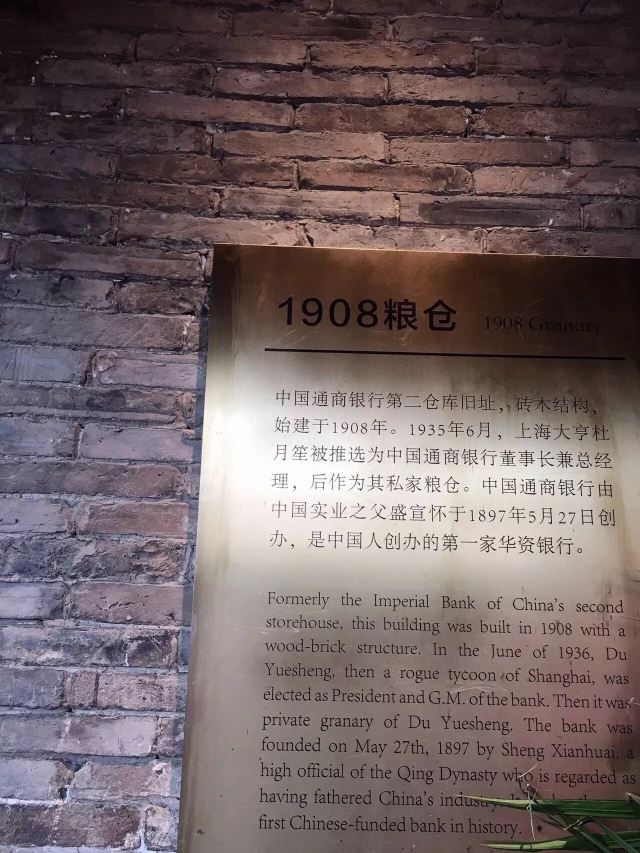 1908粮仓 1908 Granary
中国通商银行第二仓库旧址，砖木结构，
始建于1908年。1935年6月，上海大亨杜
月笙被推选为中国通商银行董事长兼总经
理，后作为其私家粮仓。中国通商银行由
中国实业之父盛宣怀于1897年5月27日创
办，是中国人创办的第一家华资银行。
Formerly the Imperial Bank of China's second
storehouse, this building was built in 1908 with a
wood-brick structure. In the June of 1936, Du
Yuesheng, then a rogue tycoon of Shanghai, was
elected as President and G.M. of the bank. Then it was
private granary of Du Yuesheng. The bank was
founded on May 27th, 1897 by Sheng Xianhuai, a
high official of the Qing Dynasty who is regarded as
having fathered China's industry.
first Chinese-funded bank in history.